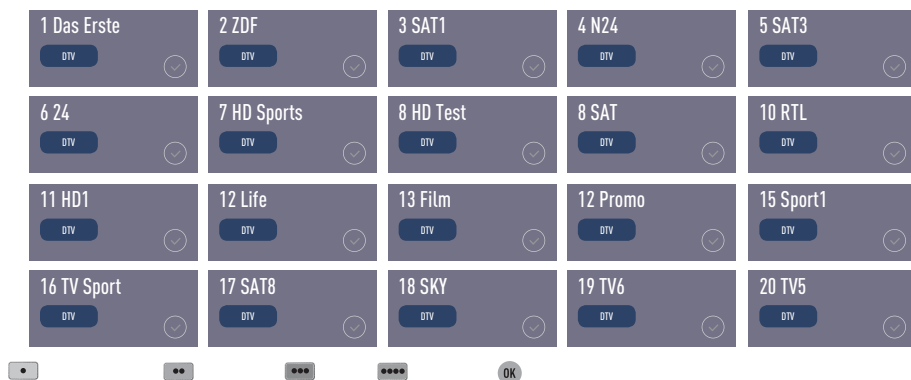 1 Das Erste
DTV
2 ZDF
DTV
3 SAT1
DTV
4 N24
DTV
5 SAT3
DTV
6 24
DTV
7 HD Sports
DTV
8 HD Test
DTV
8 SAT
DTV
10 RTL
DTV
11 HD1
DTV
12 Life
DTV
13 Film
DTV
12 Promo
DTV
15 Sport1
DTV
16 TV Sport
DTV
17 SAT8
DTV
18 SKY
DTV
19 TV6
DTV
20 TV5
DTV
OK